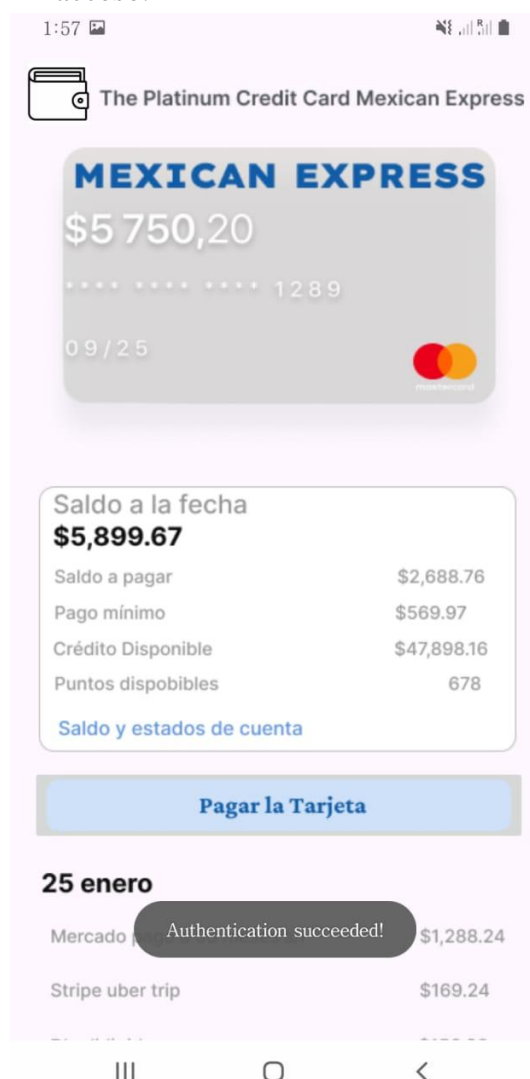 1:57
The Platinum Credit Card Mexican Express
MEXICAN EXPRESS
$5 750,20
**** **** **** 1289
09/25
mastercard
Saldo a la fecha
$5,899.67
Saldo a pagar $2,688.76
Pago mínimo $569.97
Crédito Disponible $47,898.16
Puntos dispobibles 678
Saldo y estados de cuenta
Pagar la Tarjeta
25 enero
Mercado $1,288.24
Authentication succeeded!
Stripe uber trip $169.24